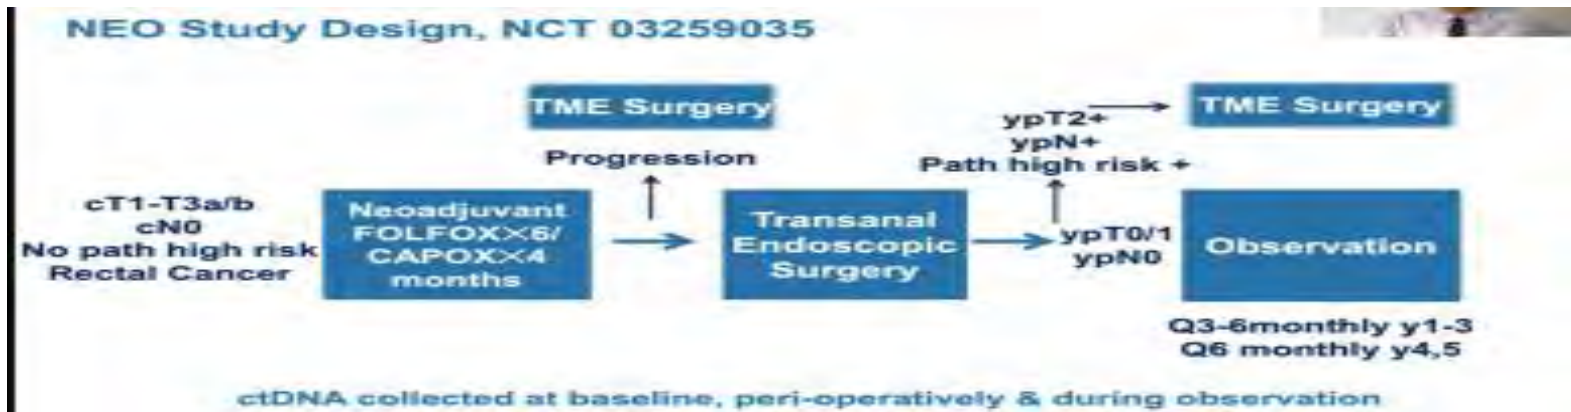 NEO Study Design, NCT 03259035
TME Surgery
Progression
cT1-T3a/b
cN0
No path high risk
Rectal Cancer
Neoadjuvant
FOLFOX×6/
CAPOX×4
months
Transanal
Endoscopic
Surgery
ypT2+
ypN+
Path high risk +
TME Surgery
ypT0/1
ypN0
Observation
Q3-6monthly y1-3
Q6 monthly y4,5
ctDNA collected at baseline, peri-operatively & during observation